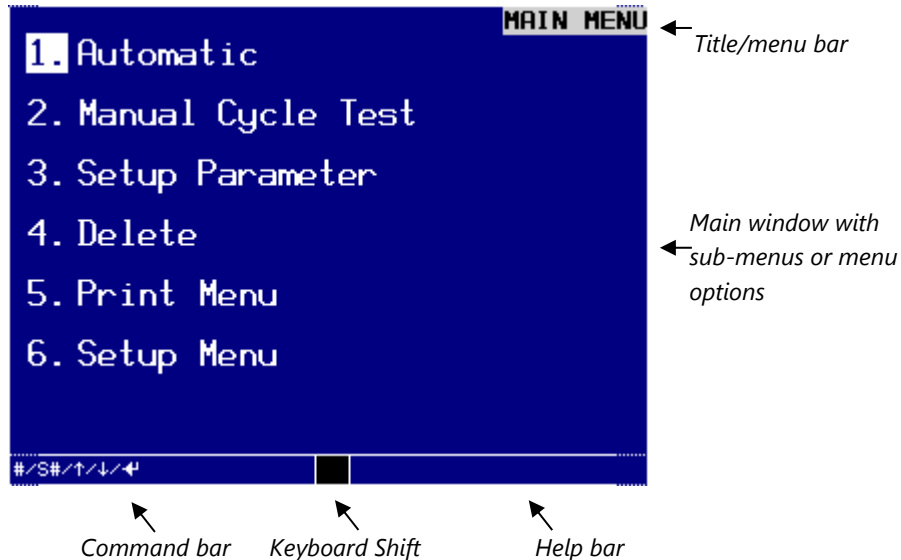 MAIN MENU
Title/menu bar
1. Automatic
2. Manual Cycle Test
3. Setup Parameter
4. Delete
Main window with
sub-menus or menu
options
5. Print Menu
6. Setup Menu
#/S#/↑/↓/↵
Command bar
Keyboard Shift
Help bar